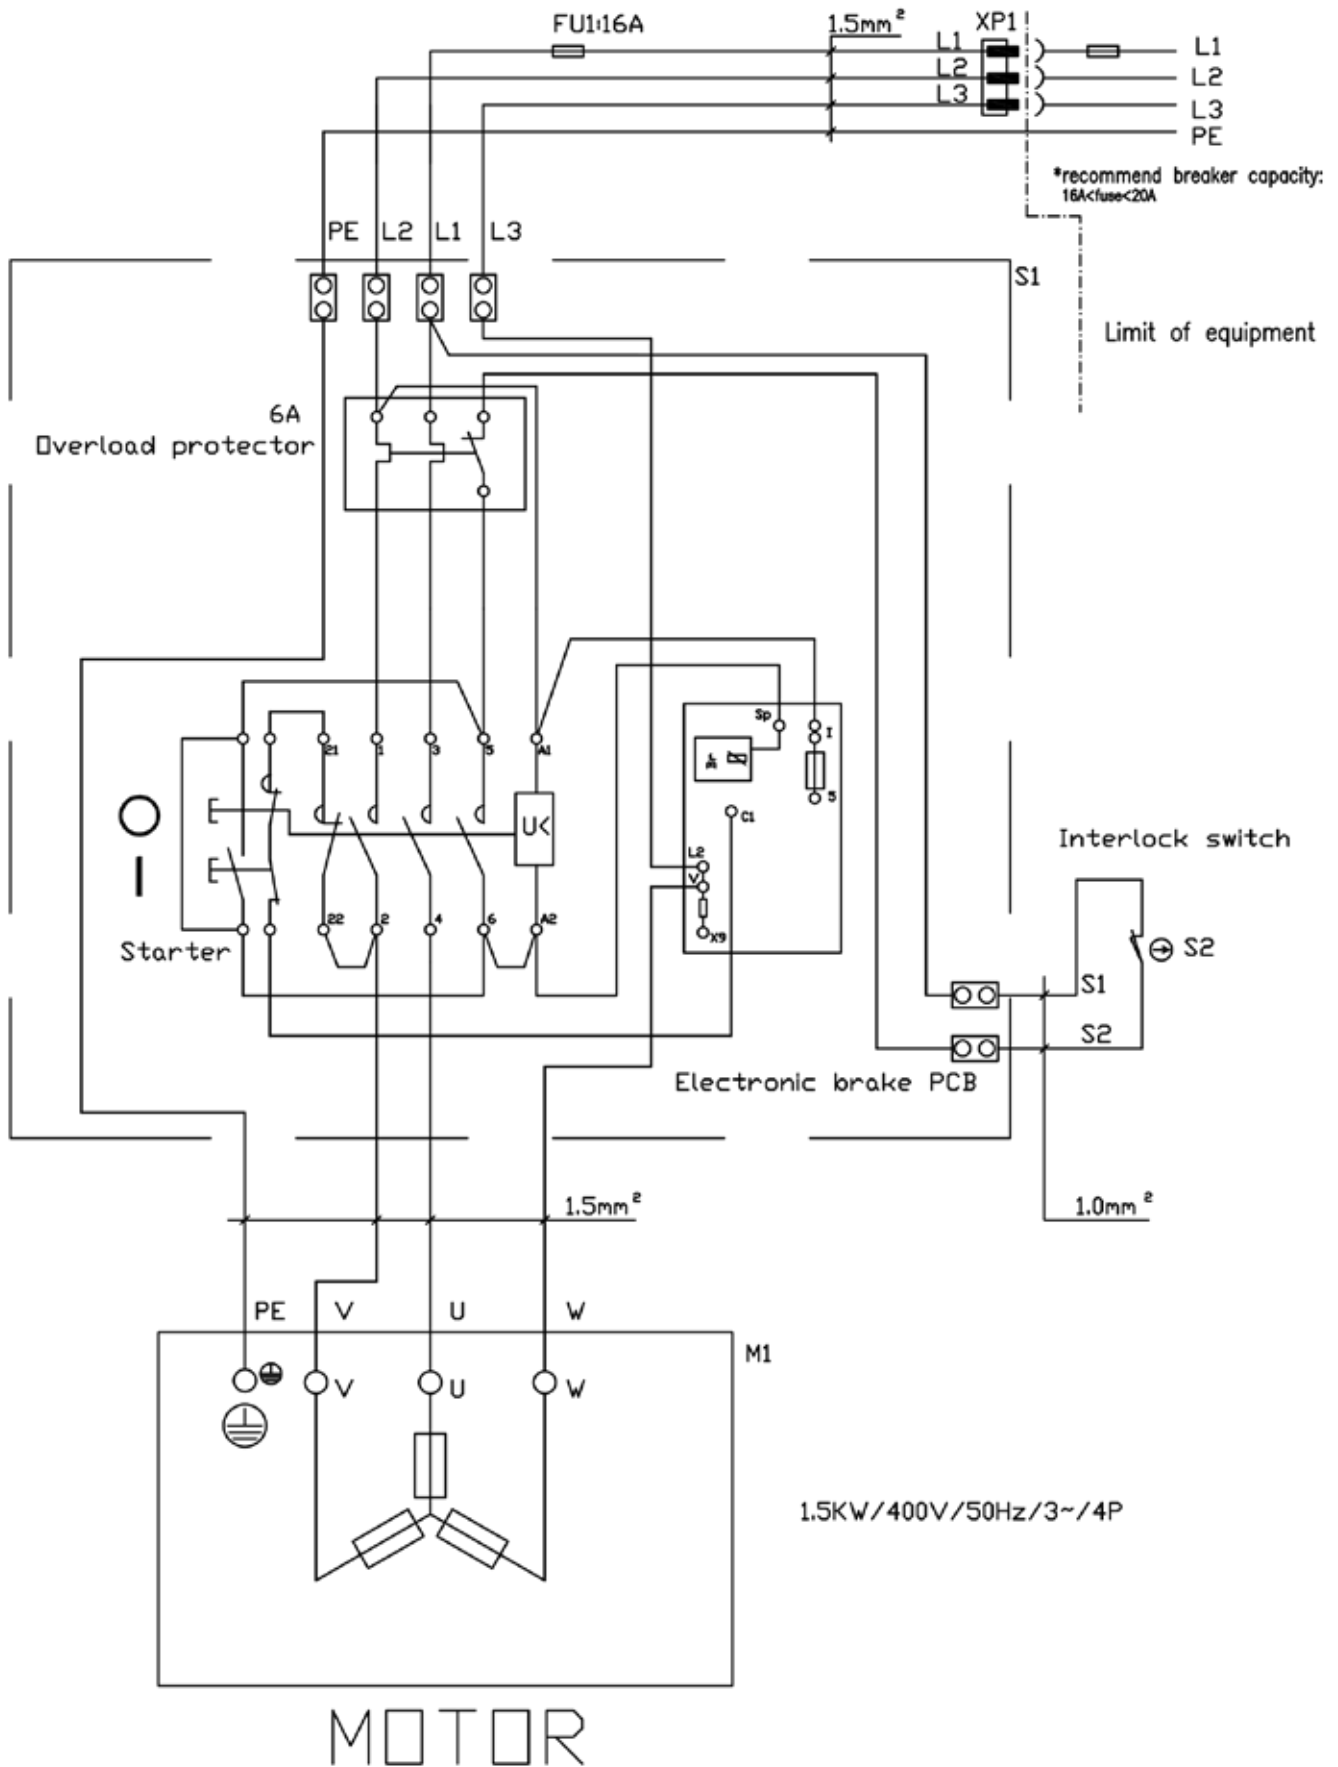 FU1:16A
1.5mm²
XP1
L1
L2
L3
L1
L2
L3
PE
*recommend breaker capacity:
16A<fuse<20A
PE L2 L1 L3
S1
Limit of equipment
6A
Overload protector
Sp
I
21 1 3 5 A1
5
C1
U<
L2
V
X9
Interlock switch
22 2 4 6 A2
Starter
S2
S1
S2
Electronic brake PCB
1.5mm²
1.0mm²
PE V U W
M1
V U W
1.5KW/400V/50Hz/3~/4P
MOTOR